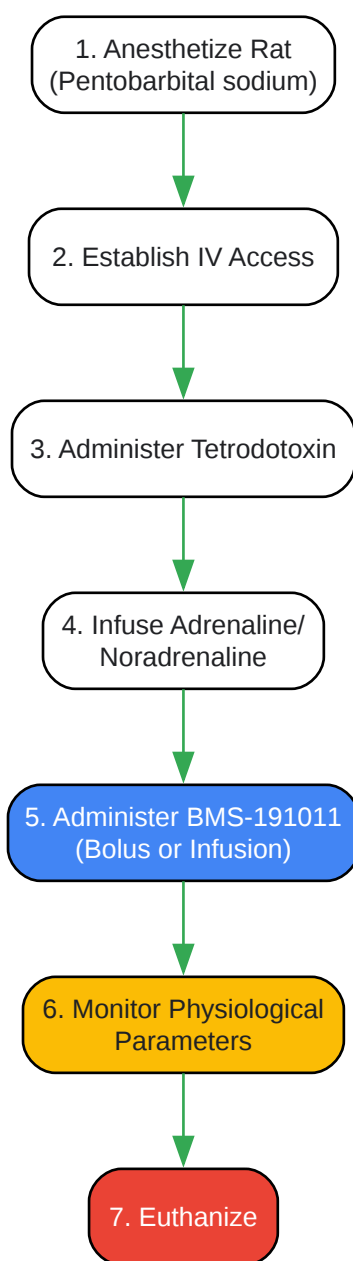 1. Anesthetize Rat
(Pentobarbital sodium)
2. Establish IV Access
3. Administer Tetrodotoxin
4. Infuse Adrenaline/
Noradrenaline
5. Administer BMS-191011
(Bolus or Infusion)
6. Monitor Physiological
Parameters
7. Euthanize